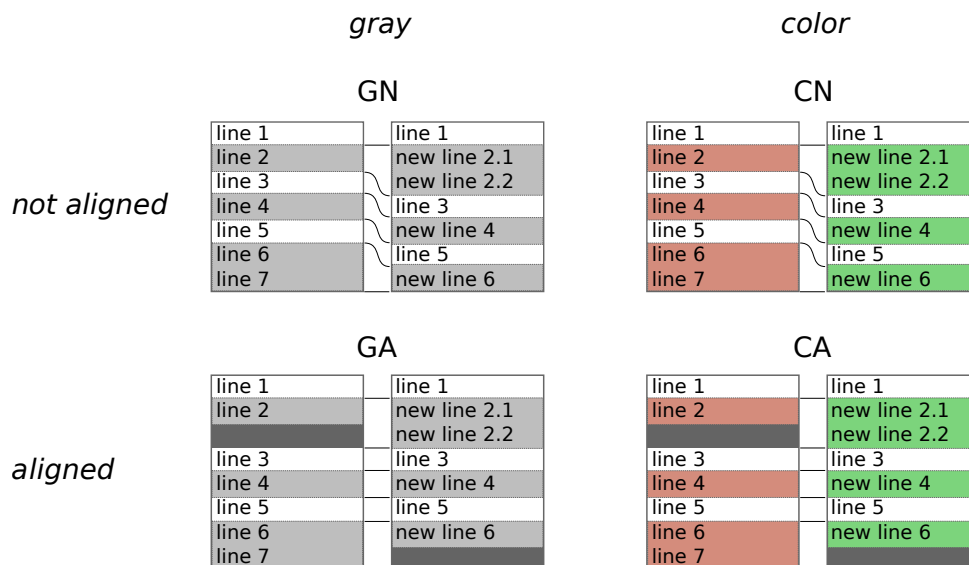 gray
color
GN
CN
not aligned
line 1
line 2
line 3
line 4
line 5
line 6
line 7
line 1
new line 2.1
new line 2.2
line 3
new line 4
line 5
new line 6
line 1
line 2
line 3
line 4
line 5
line 6
line 7
line 1
new line 2.1
new line 2.2
line 3
new line 4
line 5
new line 6
GA
CA
aligned
line 1
line 2
line 3
line 4
line 5
line 6
line 7
line 1
new line 2.1
new line 2.2
line 3
new line 4
line 5
new line 6
line 1
line 2
line 3
line 4
line 5
line 6
line 7
line 1
new line 2.1
new line 2.2
line 3
new line 4
line 5
new line 6